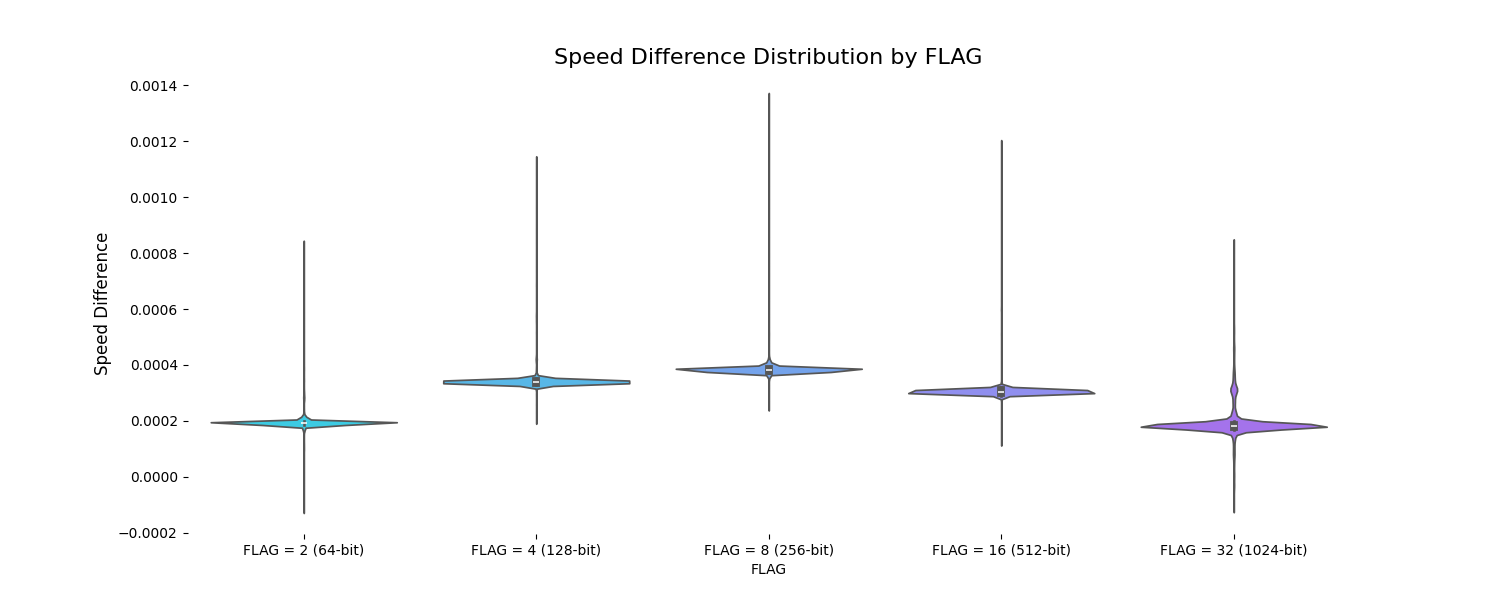 Speed Difference Distribution by FLAG
Speed Difference
0.0014
0.0012
0.0010
0.0008
0.0006
0.0004
0.0002
0.0000
−0.0002
FLAG = 2 (64-bit)
FLAG = 4 (128-bit)
FLAG = 8 (256-bit)
FLAG = 16 (512-bit)
FLAG = 32 (1024-bit)
FLAG